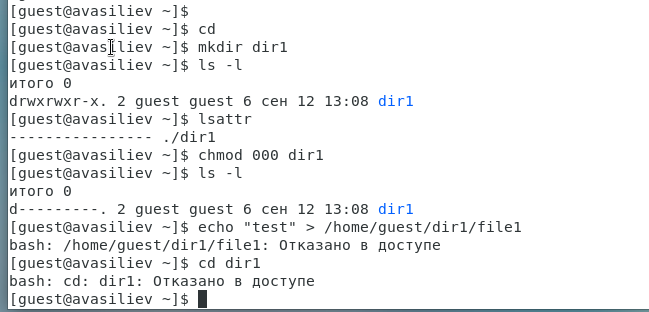 [guest@avasiliev ~]$
[guest@avasiliev ~]$ cd
[guest@avasiliev ~]$ mkdir dir1
[guest@avasiliev ~]$ ls -l
итого 0
drwxrwxr-x. 2 guest guest 6 сен 12 13:08 dir1
[guest@avasiliev ~]$ lsattr
---------------- ./dir1
[guest@avasiliev ~]$ chmod 000 dir1
[guest@avasiliev ~]$ ls -l
итого 0
d---------. 2 guest guest 6 сен 12 13:08 dir1
[guest@avasiliev ~]$ echo "test" > /home/guest/dir1/file1
bash: /home/guest/dir1/file1: Отказано в доступе
[guest@avasiliev ~]$ cd dir1
bash: cd: dir1: Отказано в доступе
[guest@avasiliev ~]$